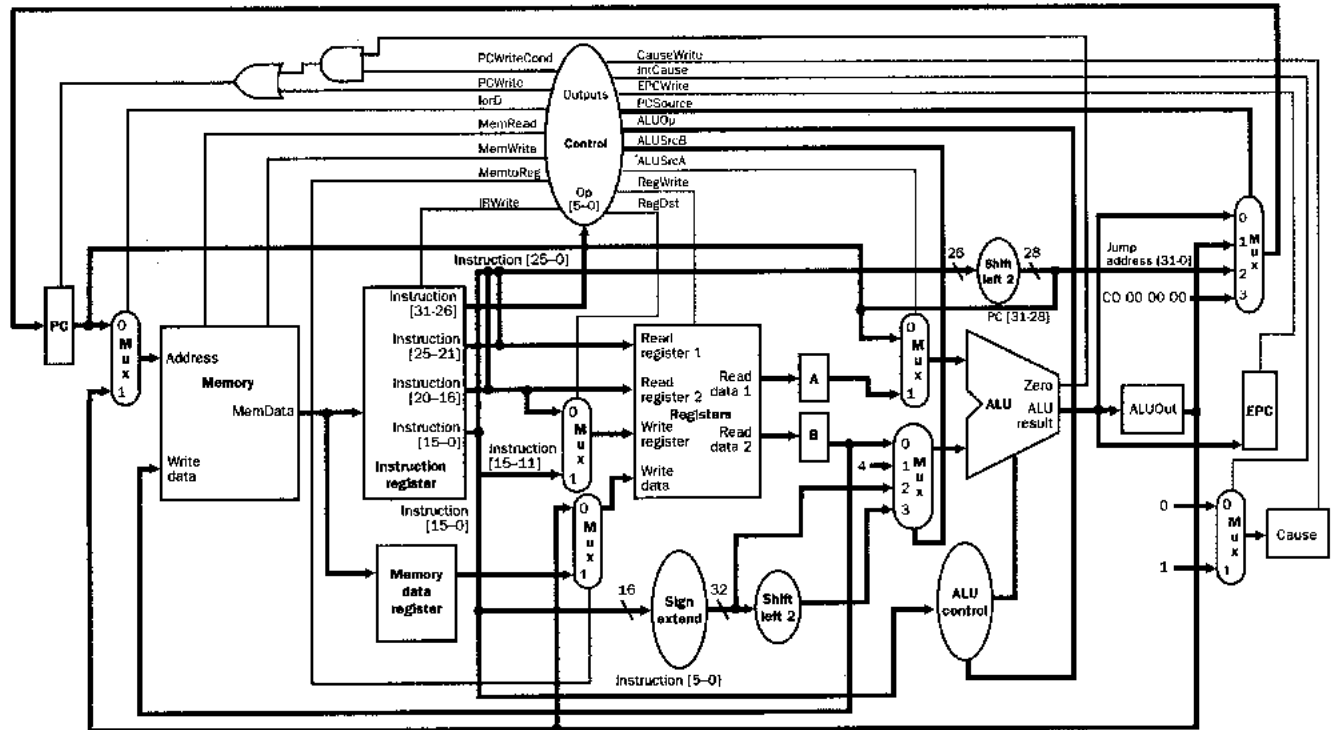 PCWriteCond
PCWrite
IorD
MemRead
MemWrite
MemtoReg
IRWrite
Outputs
Control
Op
[5–0]
CauseWrite
IntCause
EPCWrite
PCSource
ALUOp
ALUSrcB
ALUSrcA
RegWrite
RegDst
PC
0
M
u
x
1
Address
Memory
MemData
Write
data
Instruction [25–0]
Instruction
[31-26]
Instruction
[25–21]
Instruction
[20–16]
Instruction
[15–0]
Instruction
register
Instruction
[15–11]
Instruction
[15–0]
Memory
data
register
0
M
u
x
1
0
M
u
x
1
Read
register 1
Read
register 2
Registers
Write
register
Write
data
Read
data 1
Read
data 2
A
B
16
Sign
extend
32
Shift
left 2
Instruction [5–0]
26
Shift
left 2
28
PC [31-28]
Jump
address [31-0]
CO 00 00 00
0
M
u
x
1
4
0
1
2
3
M
u
x
ALU
Zero
ALU
result
ALU
control
ALUOut
0
1
2
3
M
u
x
EPC
0
1
0
M
u
x
1
Cause